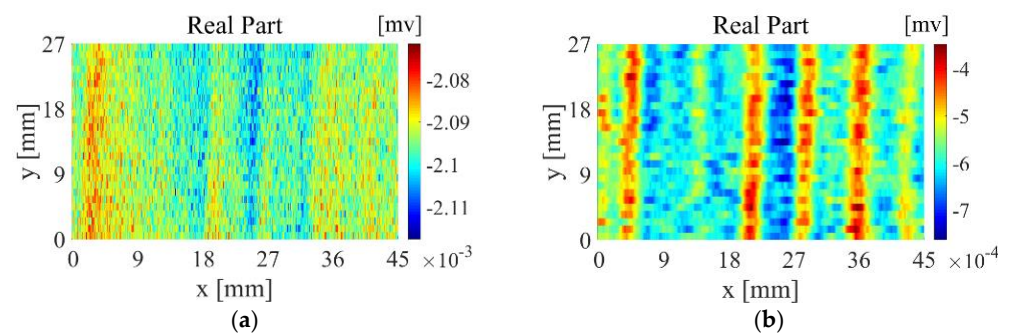 Real Part [mv]
27
18
9
0
y [mm]
0 9 18 27 36 45
x [mm]
-2.08
-2.09
-2.1
-2.11
×10⁻³
(a)
Real Part [mv]
27
18
9
0
y [mm]
0 9 18 27 36 45
x [mm]
-4
-5
-6
-7
×10⁻⁴
(b)